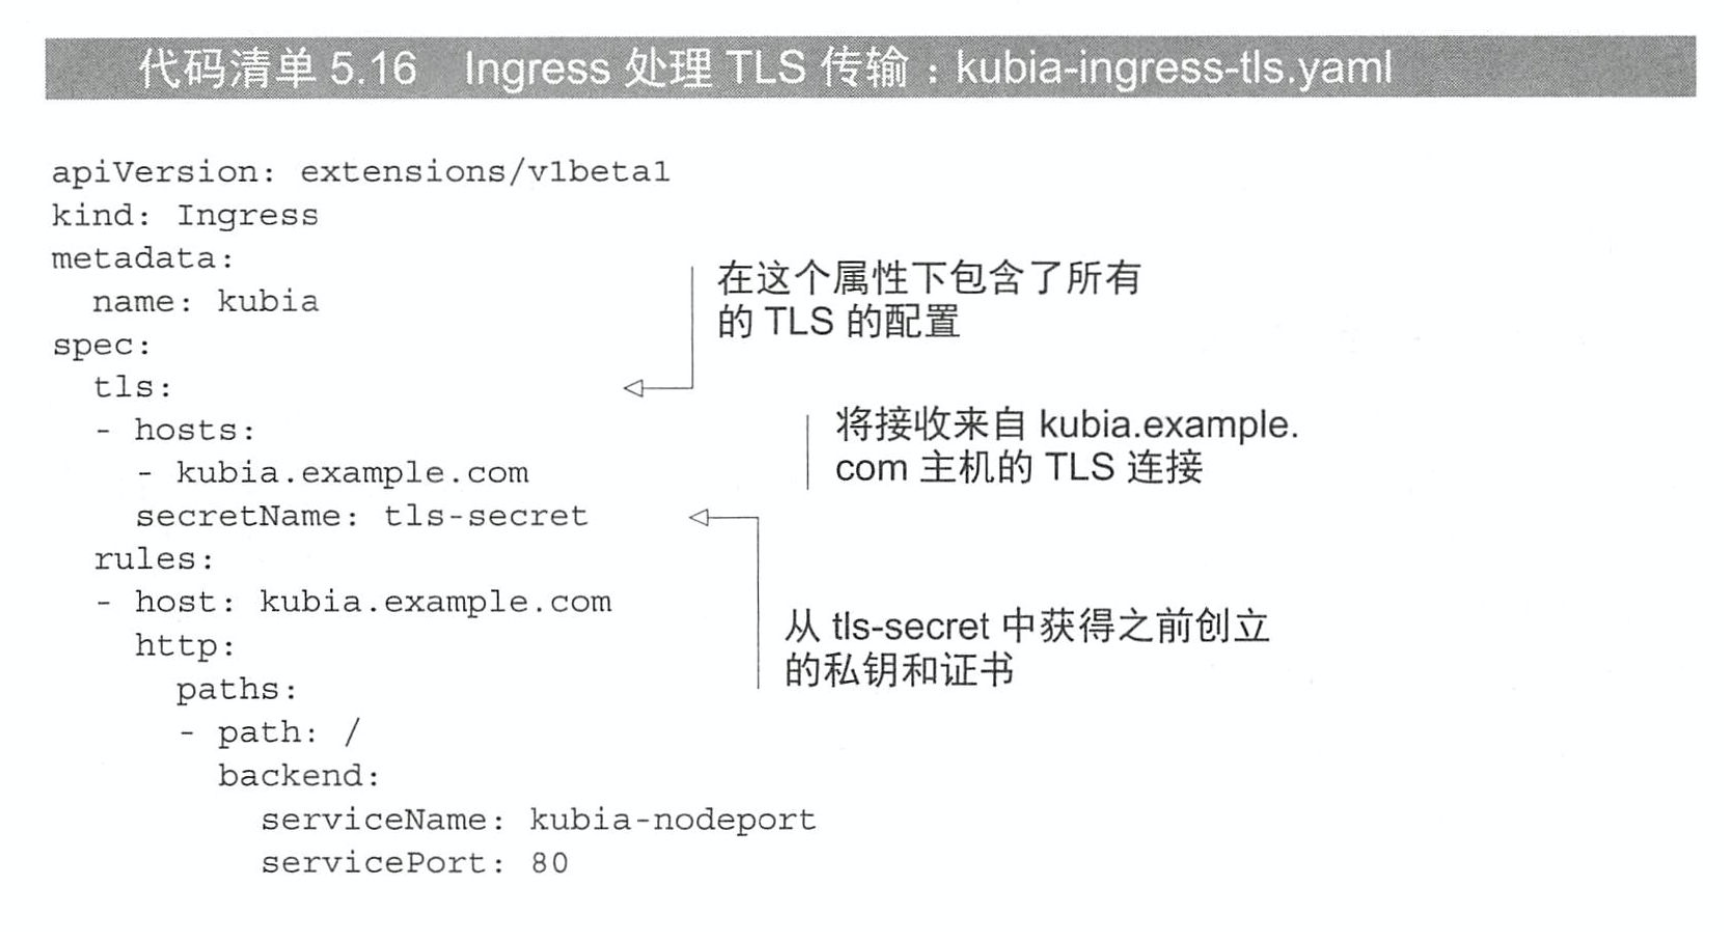 代码清单 5.16 Ingress 处理 TLS 传输：kubia-ingress-tls.yaml
apiVersion: extensions/v1beta1
kind: Ingress
metadata:
  name: kubia
spec:
  tls:
  - hosts:
    - kubia.example.com
    secretName: tls-secret
  rules:
  - host: kubia.example.com
    http:
      paths:
      - path: /
        backend:
          serviceName: kubia-nodeport
          servicePort: 80
在这个属性下包含了所有
的 TLS 的配置
将接收来自 kubia.example.
com 主机的 TLS 连接
从 tls-secret 中获得之前创立
的私钥和证书